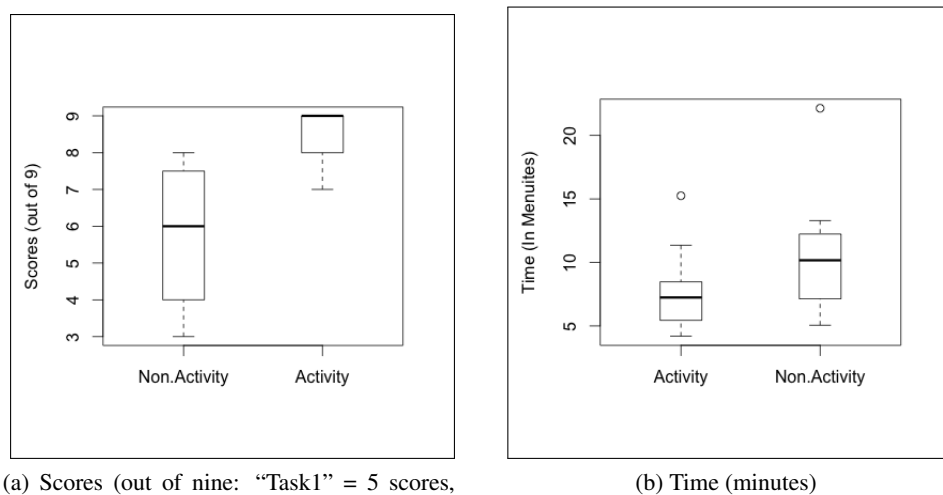 Scores (out of 9)
9
8
7
6
5
4
3
Non.Activity Activity
(a) Scores (out of nine: “Task1” = 5 scores,
Time (In Menuites)
20
15
10
5
Activity Non.Activity
(b) Time (minutes)